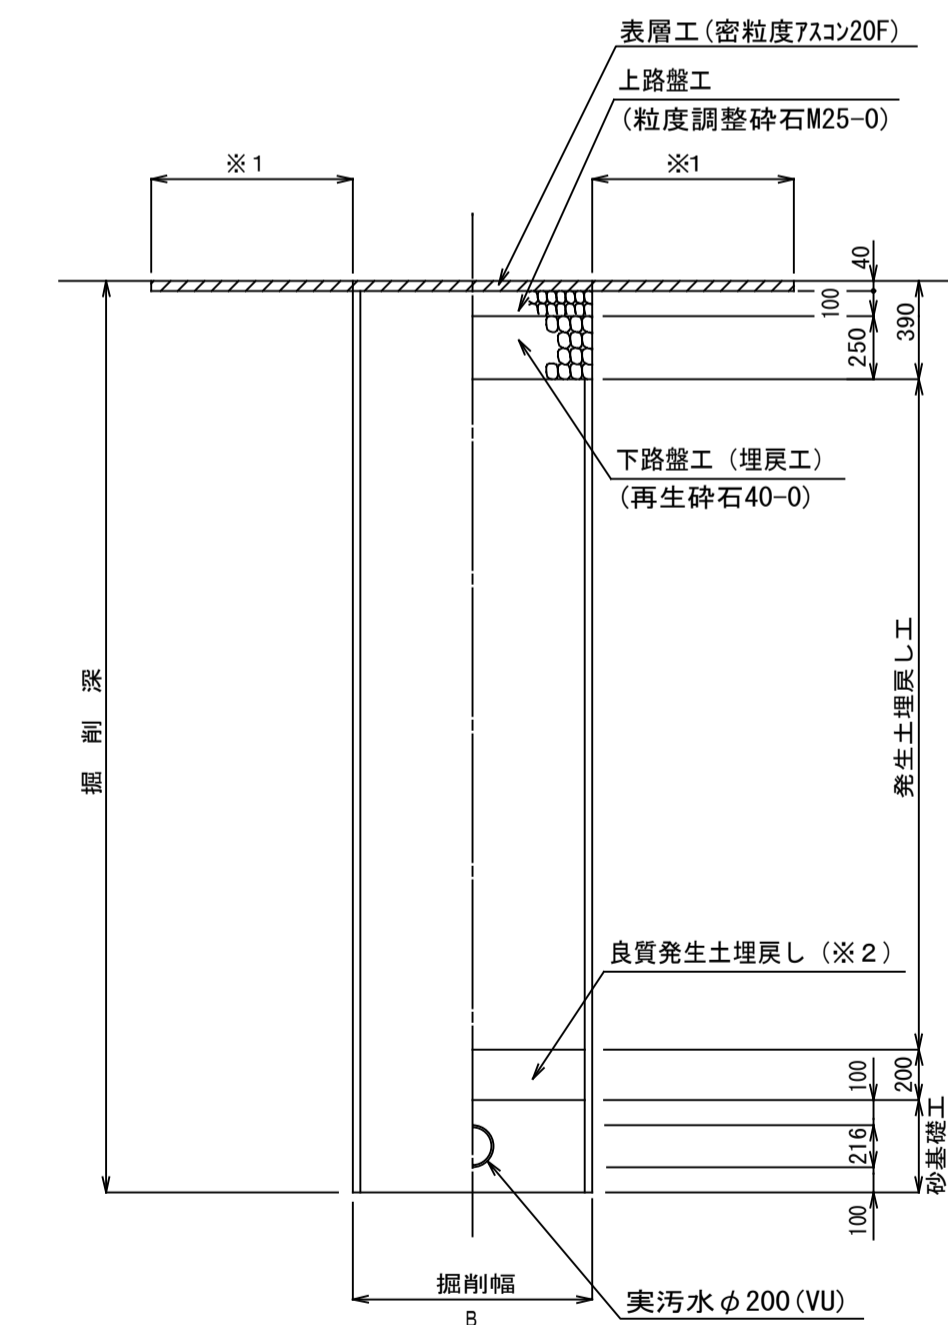 表層工(密粒度ｱｽｺﾝ20F)
上路盤工
(粒度調整砕石M25-0)
※１
※1
40
100
250
390
下路盤工（埋戻工）
(再生砕石40-0)
掘削深
発生土埋戻し工
良質発生土埋戻し（※２）
100
200
216
砂基礎工
100
掘削幅
B
実汚水φ200(VU)